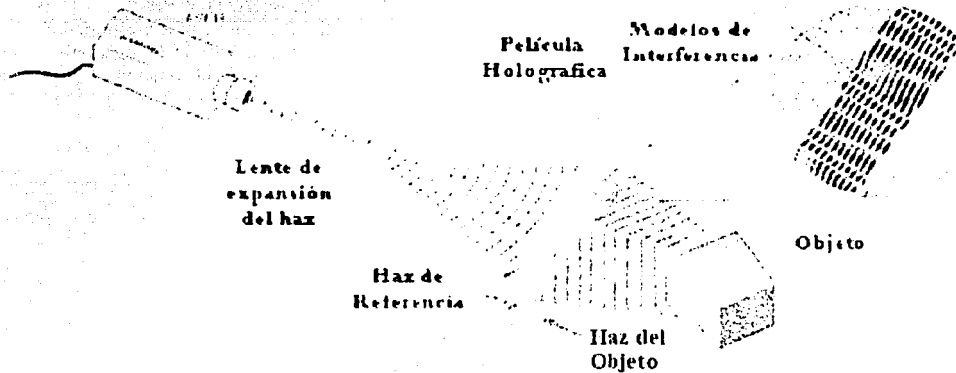 Película
Holografica
Modelos de
Interferencia
Lente de
expansión
del haz
Objeto
Haz de
Referencia
Haz del
Objeto